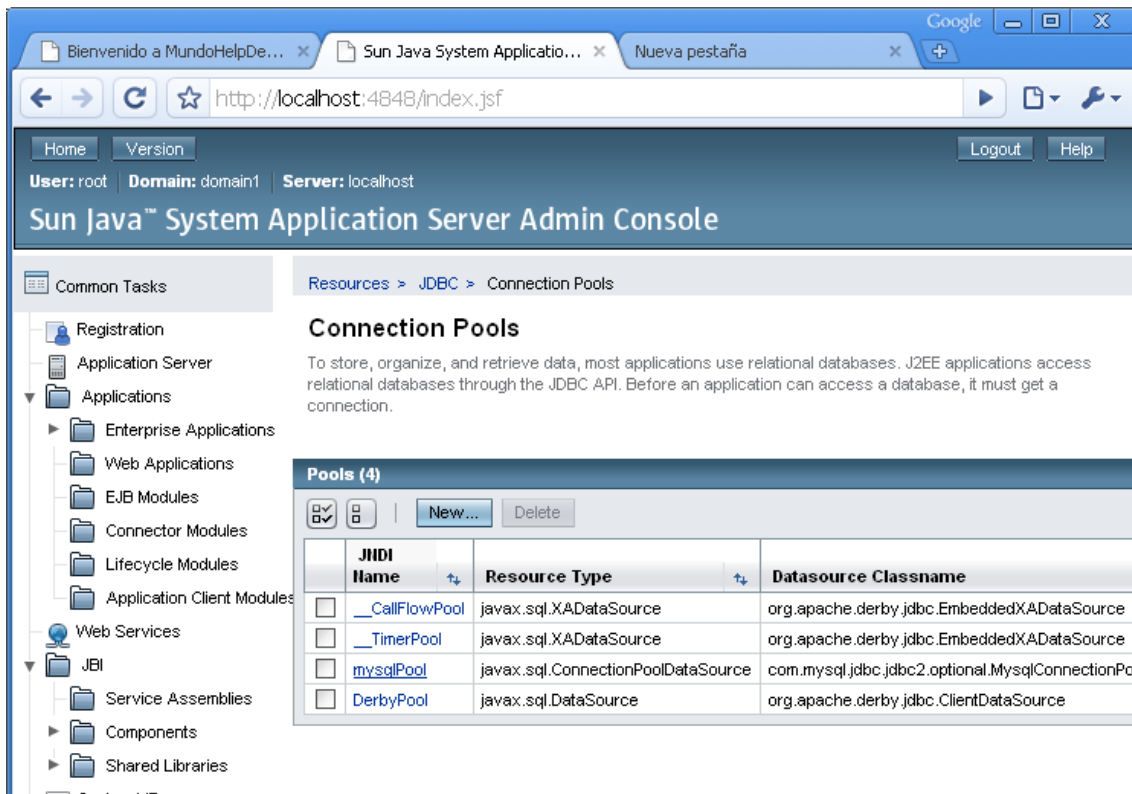 Google
Bienvenido a MundoHelpDe...
Sun Java System Applicatio...
Nueva pestaña
http://localhost:4848/index.jsf
Home
Version
Logout
Help
User: root
Domain: domain1
Server: localhost
Sun Java™ System Application Server Admin Console
Common Tasks
Registration
Application Server
Applications
Enterprise Applications
Web Applications
EJB Modules
Connector Modules
Lifecycle Modules
Application Client Modules
Web Services
JBI
Service Assemblies
Components
Shared Libraries
Resources > JDBC > Connection Pools
Connection Pools
To store, organize, and retrieve data, most applications use relational databases. J2EE applications access
relational databases through the JDBC API. Before an application can access a database, it must get a
connection.
Pools (4)
New...
Delete
JNDI
Name
Resource Type
Datasource Classname
__CallFlowPool javax.sql.XADataSource org.apache.derby.jdbc.EmbeddedXADataSource
__TimerPool javax.sql.XADataSource org.apache.derby.jdbc.EmbeddedXADataSource
mysqlPool javax.sql.ConnectionPoolDataSource com.mysql.jdbc.jdbc2.optional.MysqlConnectionPo
DerbyPool javax.sql.DataSource org.apache.derby.jdbc.ClientDataSource